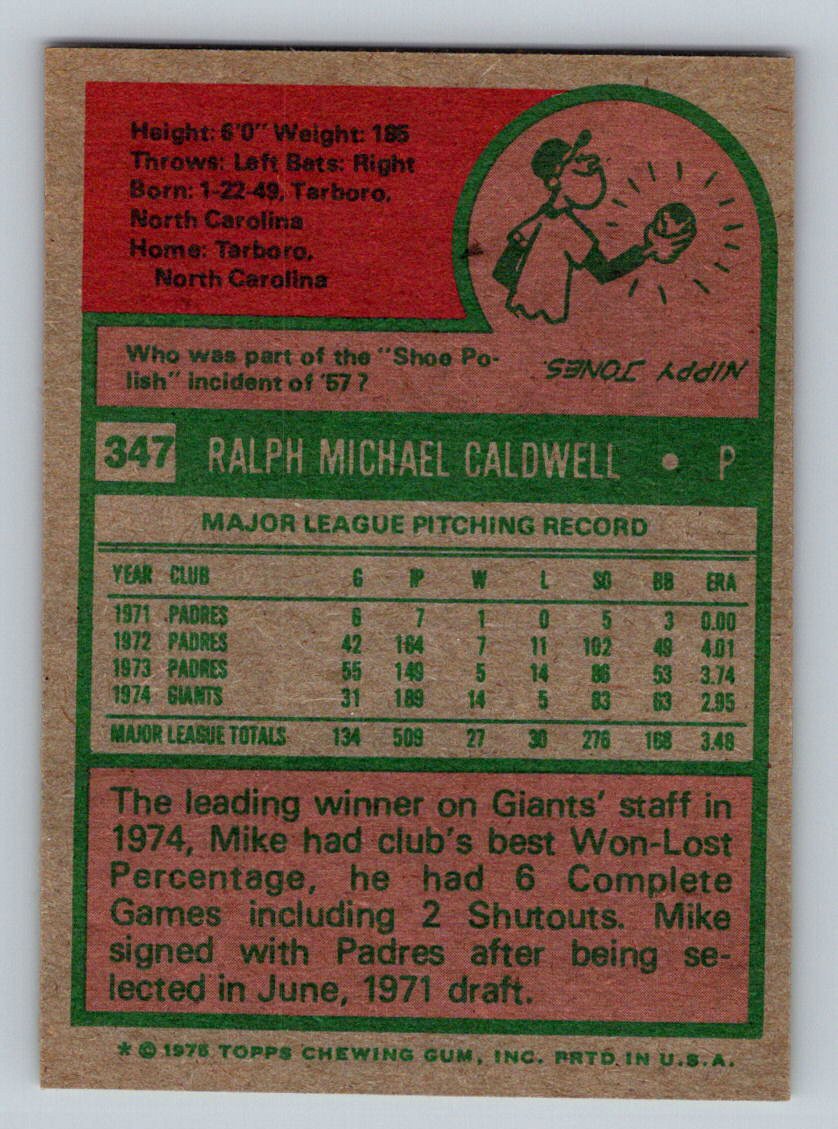 Height: 6'0" Weight: 185
Throws: Left Bats: Right
Born: 1-22-49, Tarboro,
North Carolina
Home: Tarboro,
North Carolina
Who was part of the "Shoe Po-
lish" incident of '57?
NIPPY JONES.
347 RALPH MICHAEL CALDWELL • P
MAJOR LEAGUE PITCHING RECORD
YEAR CLUB G IP W L SO BB ERA
1971 PADRES 6 7 1 0 5 3 0.00
1972 PADRES 42 164 7 11 102 49 4.01
1973 PADRES 55 149 5 14 86 53 3.74
1974 GIANTS 31 189 14 5 83 63 2.95
MAJOR LEAGUE TOTALS 134 509 27 30 276 168 3.48
The leading winner on Giants' staff in
1974, Mike had club's best Won-Lost
Percentage, he had 6 Complete
Games including 2 Shutouts. Mike
signed with Padres after being se-
lected in June, 1971 draft.
* © 1975 TOPPS CHEWING GUM, INC. PRTD. IN U.S.A.